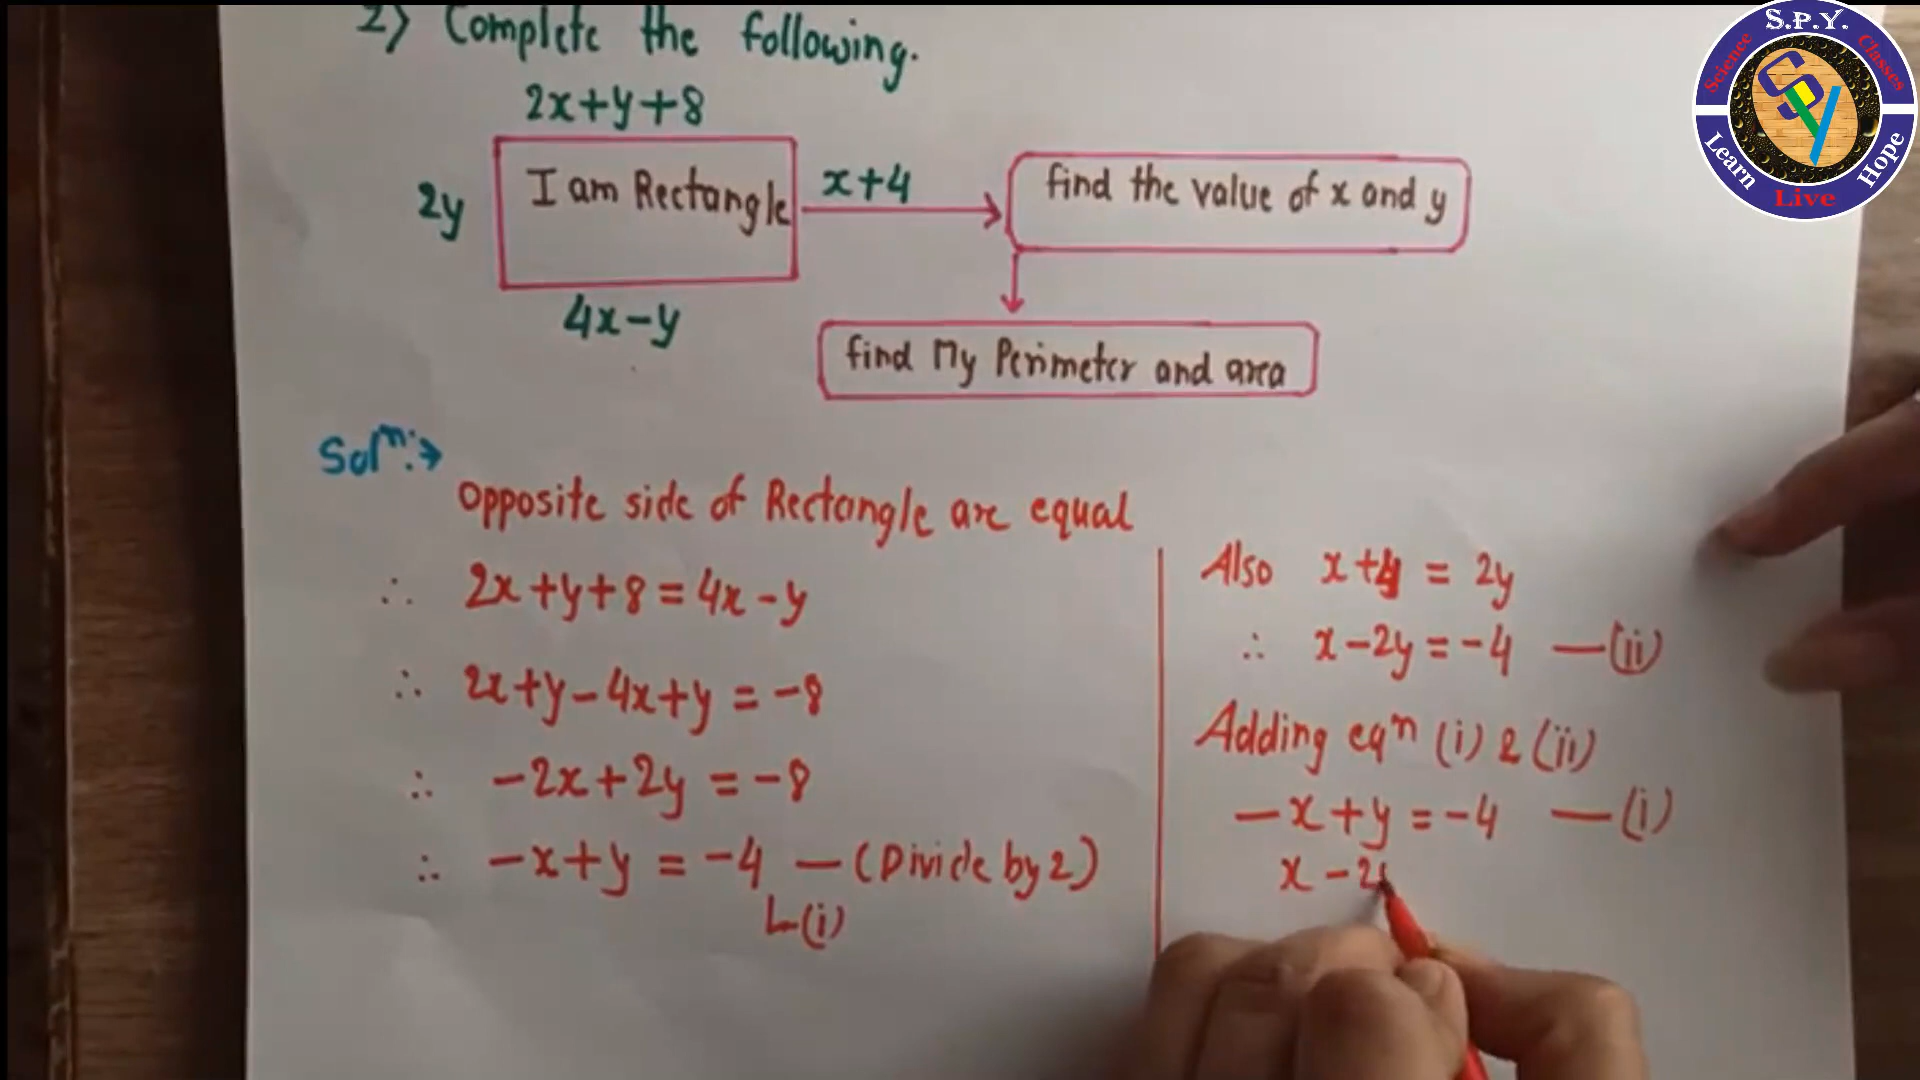 2) Complete the following.
2x+y+8
2y
I am Rectangle
x+4
find the value of x and y
4x-y
find My Perimeter and area
Solⁿ:→
Opposite side of Rectangle are equal
∴ 2x+y+8=4x-y
∴ 2x+y-4x+y=-8
∴ -2x+2y=-8
∴ -x+y=-4 —(Divide by 2)
(i)
Also x+4=2y
∴ x-2y=-4 —(ii)
Adding eqⁿ (i) & (ii)
-x+y=-4 —(i)
x-2y
S.P.Y.
Science
Classes
SPY
Learn
Live
Hope